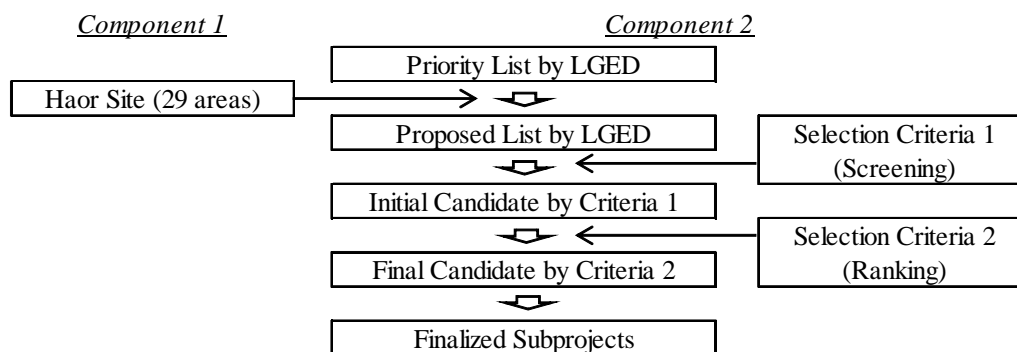 Component 1
Component 2
Priority List by LGED
Haor Site (29 areas)
Proposed List by LGED
Selection Criteria 1
(Screening)
Initial Candidate by Criteria 1
Selection Criteria 2
(Ranking)
Final Candidate by Criteria 2
Finalized Subprojects